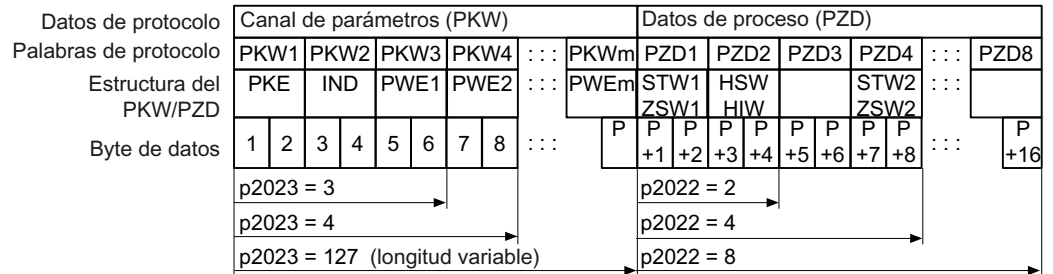 Datos de protocolo Canal de parámetros (PKW) Datos de proceso (PZD)
Palabras de protocolo PKW1 PKW2 PKW3 PKW4 : : : PKWm PZD1 PZD2 PZD3 PZD4 : : : PZD8
Estructura del PKE IND PWE1 PWE2 : : : PWEm STW1 HSW STW2 : : :
PKW/PZD ZSW1 HIW ZSW2
Byte de datos 1 2 3 4 5 6 7 8 : : : P P +1 P +2 P +3 P +4 P +5 P +6 P +7 P +8 : : : P +16
p2023 = 3 p2022 = 2
p2023 = 4 p2022 = 4
p2023 = 127 (longitud variable) p2022 = 8